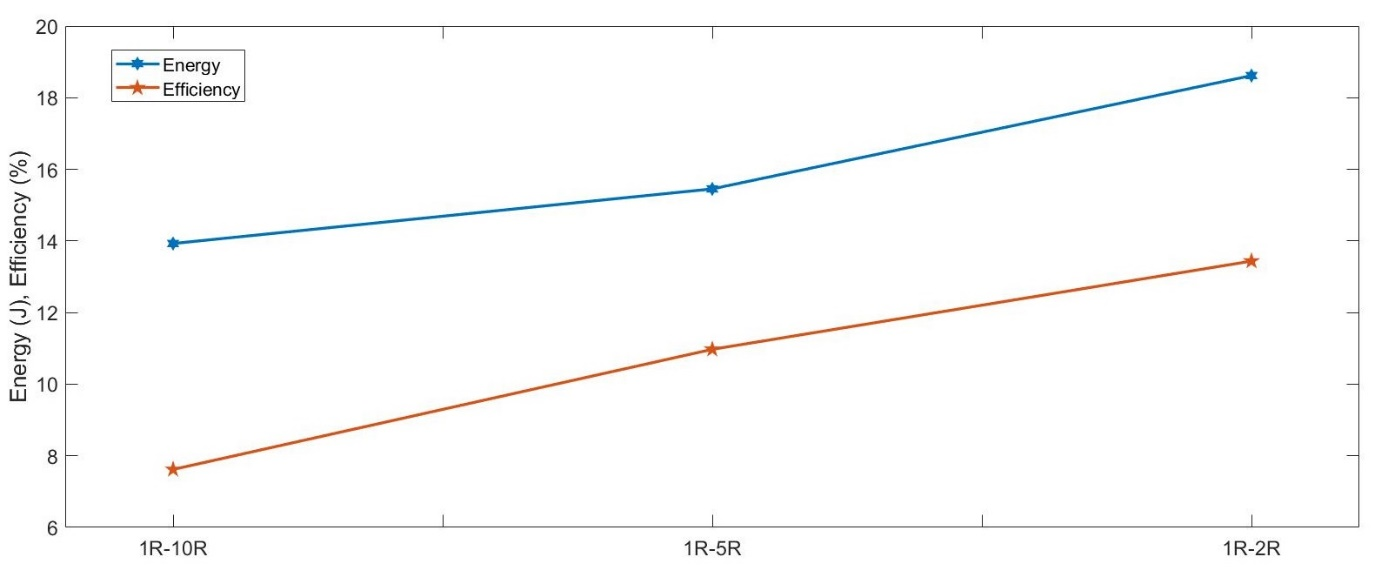 20
Energy
Efficiency
18
16
14
12
10
8
6
Energy (J), Efficiency (%)
1R-10R
1R-5R
1R-2R